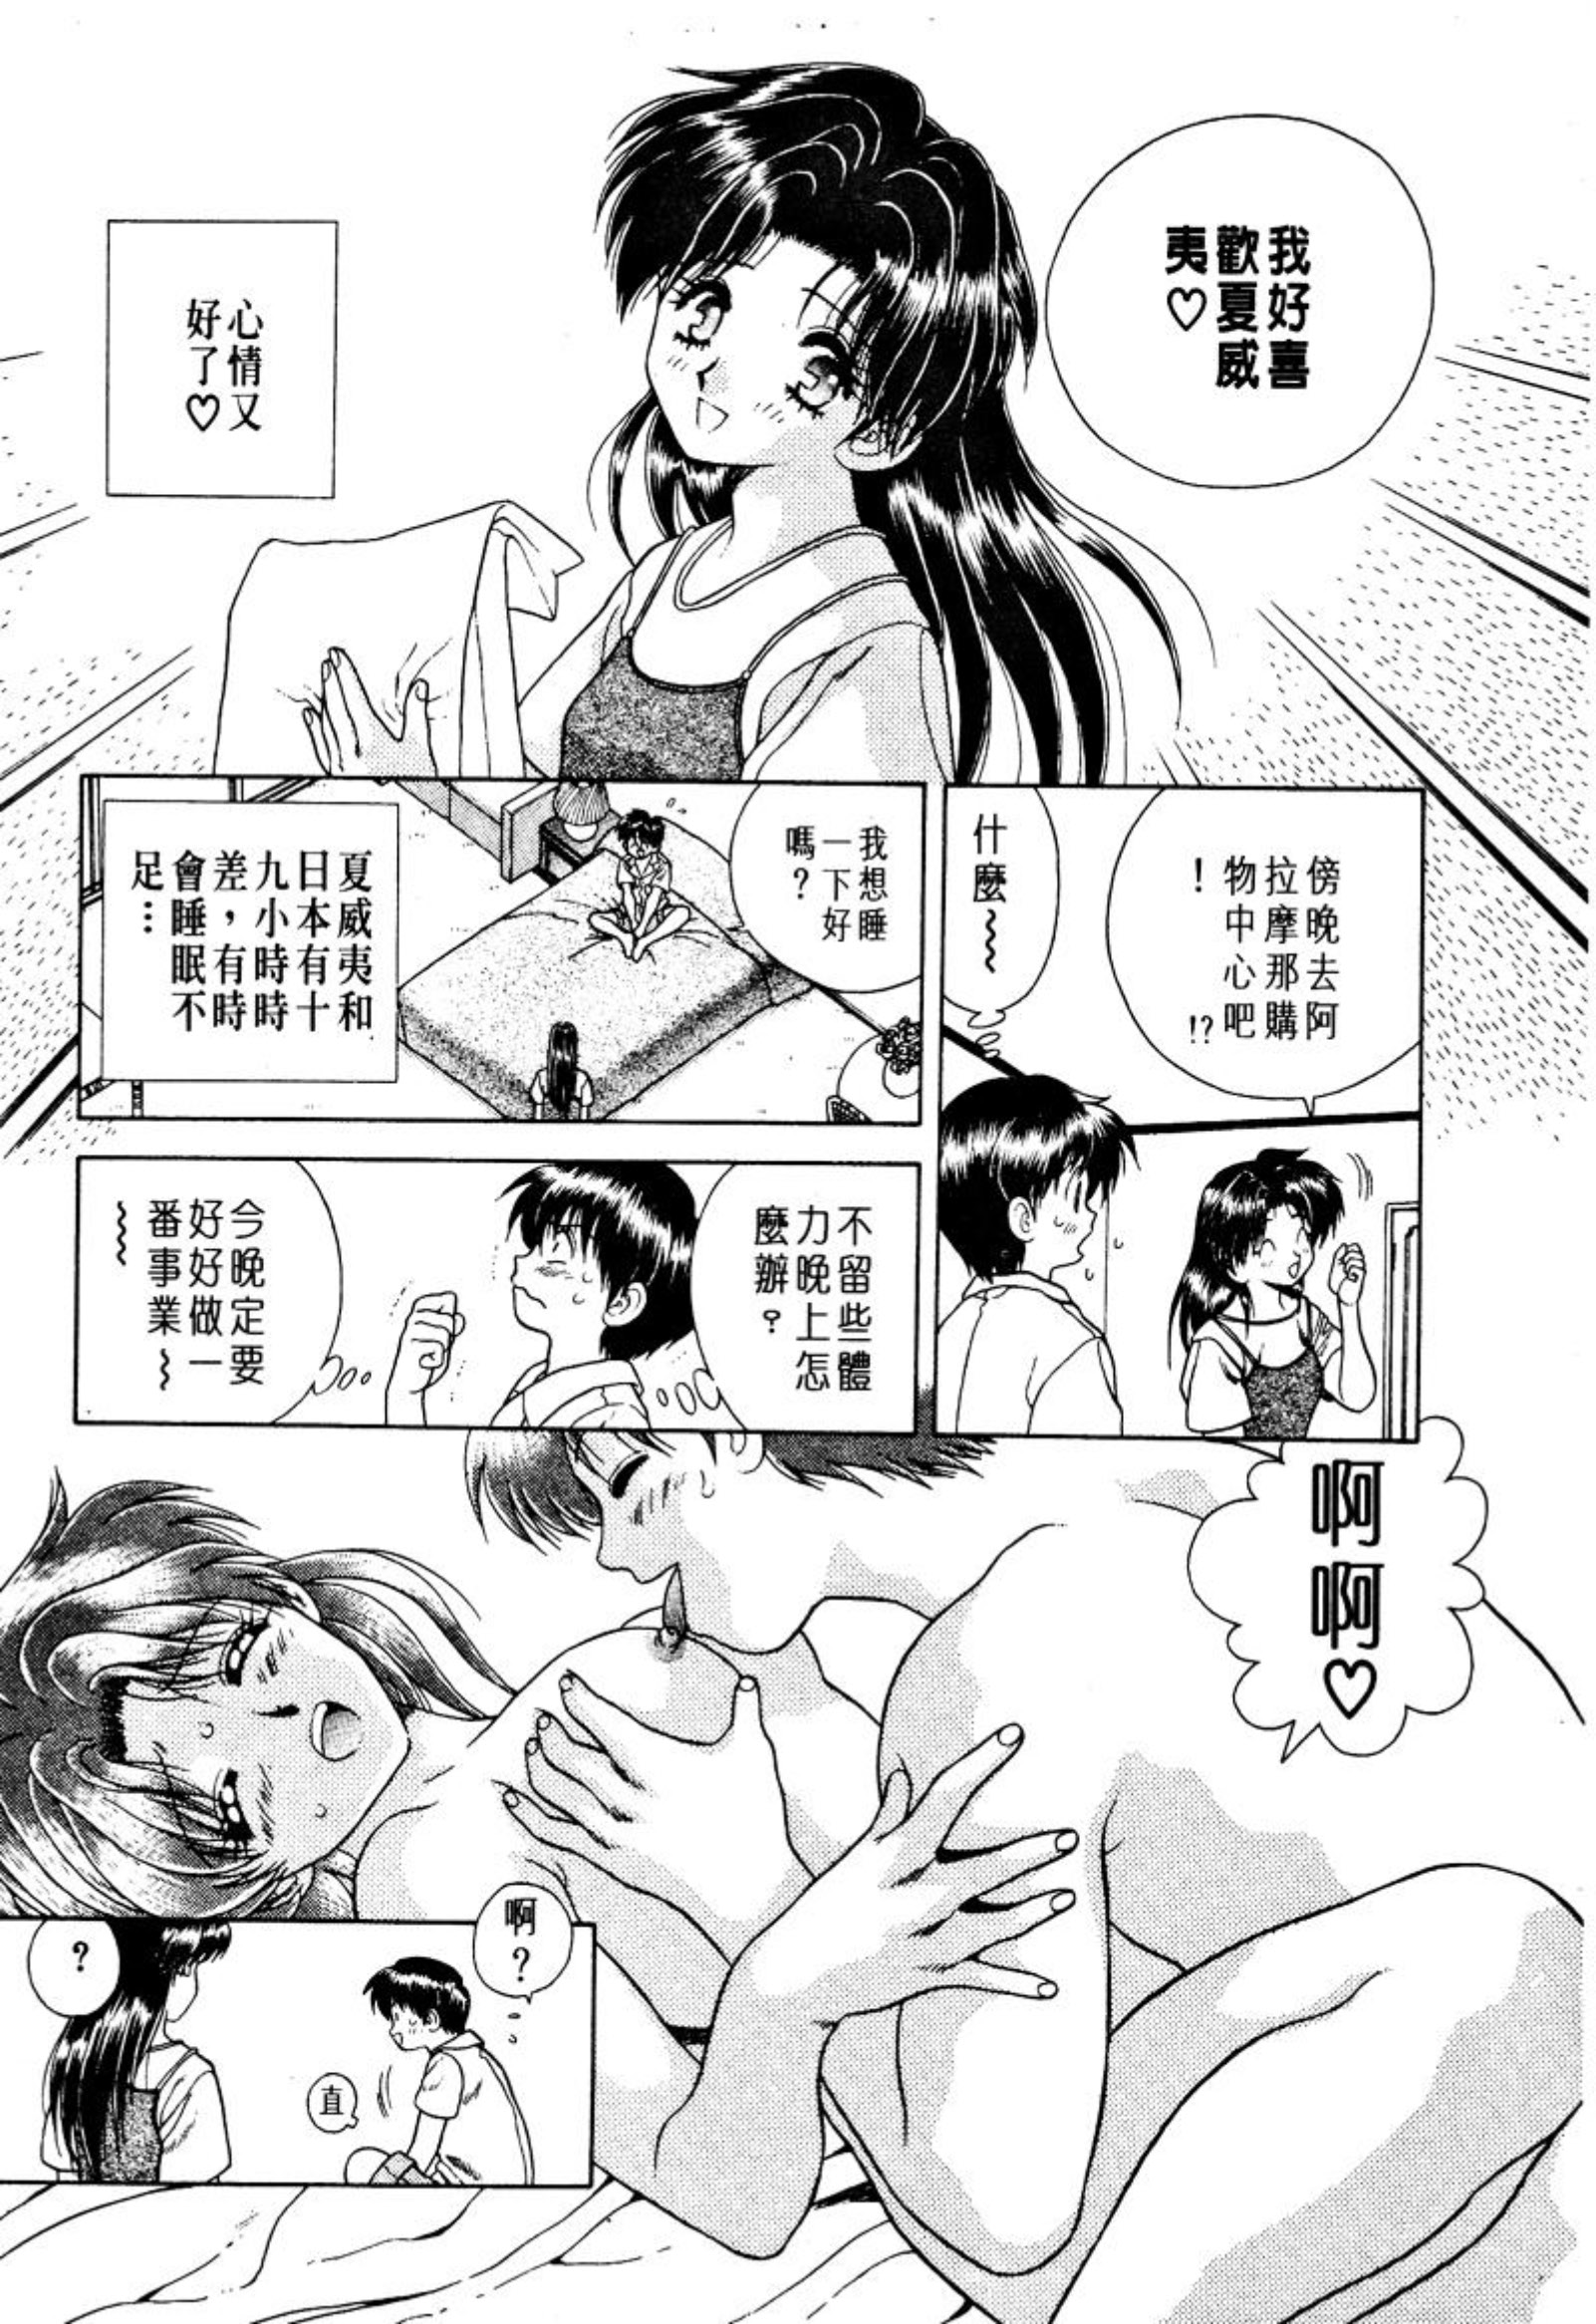 我好喜
歡夏威
夷♡
心情又
好了♡
傍晚去阿
拉摩那購
物中心吧
！ !?
什麼~~~
我想睡
一下好
嗎？
夏威夷和
日本有十
九小時時
差，有時
會睡眠不
足…
不留些體
力晚上怎
麼辦？
今晚定要
好好做一
番事業~
~~~
啊啊♡
啊？
直
？